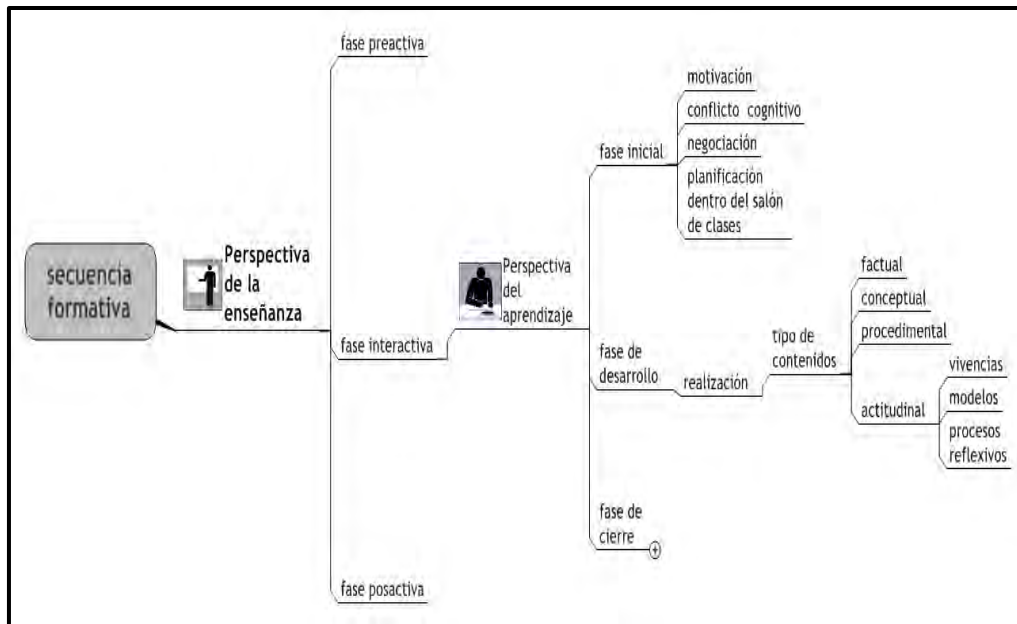 secuencia
formativa
Perspectiva
de la
enseñanza
fase preactiva
fase interactiva
fase posactiva
Perspectiva
del
aprendizaje
fase inicial
motivación
conflicto cognitivo
negociación
planificación
dentro del salón
de clases
fase de
desarrollo
realización
tipo de
contenidos
factual
conceptual
procedimental
actitudinal
vivencias
modelos
procesos
reflexivos
fase de
cierre